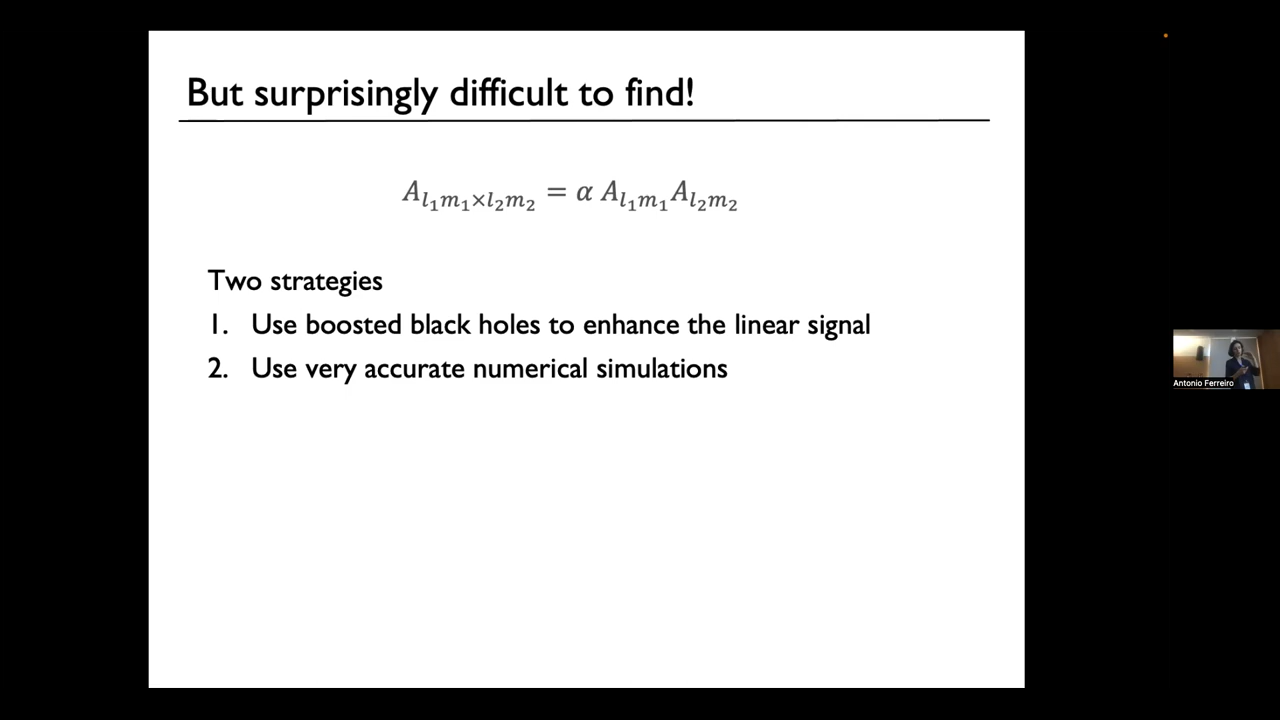 But surprisingly difficult to find!
A_{l₁m₁×l₂m₂} = α A_{l₁m₁} A_{l₂m₂}
Two strategies
1. Use boosted black holes to enhance the linear signal
2. Use very accurate numerical simulations
Antonio Ferreiro